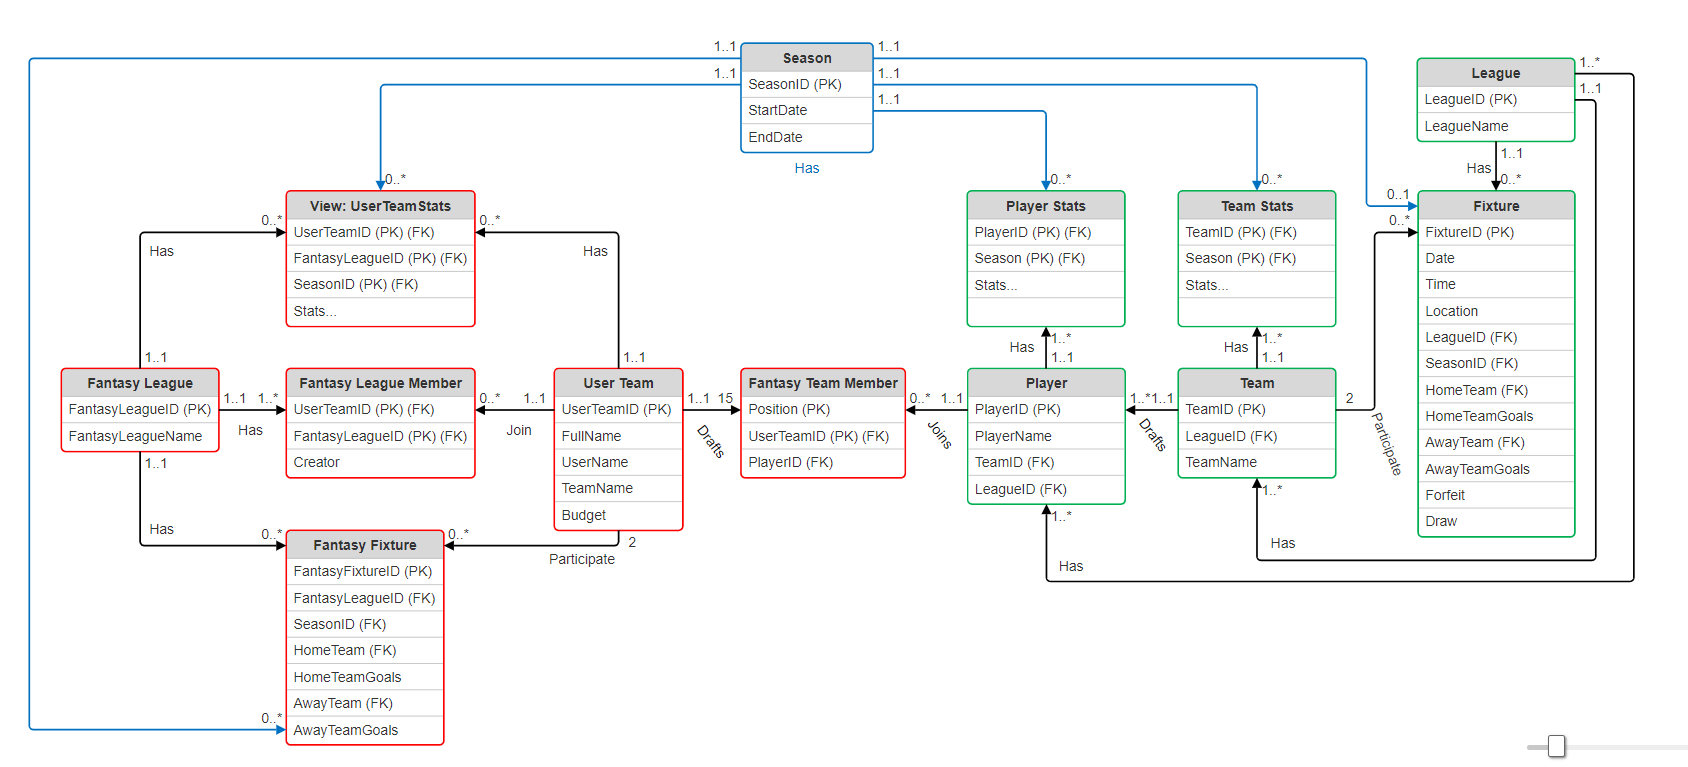 1..1
Season
1..1
1..1
SeasonID (PK)
1..1
StartDate
1..1
EndDate
Has
League
1..*
LeagueID (PK)
1..1
LeagueName
1..1
Has
0..*
0..*
View: UserTeamStats
UserTeamID (PK) (FK)
FantasyLeagueID (PK) (FK)
SeasonID (PK) (FK)
Stats...
0..*
Has
0..*
Has
0..*
Player Stats
PlayerID (PK) (FK)
Season (PK) (FK)
Stats...
0..*
Team Stats
TeamID (PK) (FK)
Season (PK) (FK)
Stats...
0..1
0..*
Fixture
FixtureID (PK)
Date
Time
Location
LeagueID (FK)
SeasonID (FK)
HomeTeam (FK)
HomeTeamGoals
AwayTeam (FK)
AwayTeamGoals
Forfeit
Draw
1..1
Fantasy League
FantasyLeagueID (PK)
FantasyLeagueName
1..1
1..1
1..*
Has
Fantasy League Member
UserTeamID (PK) (FK)
FantasyLeagueID (PK) (FK)
Creator
0..*
1..1
Join
1..1
User Team
UserTeamID (PK)
FullName
UserName
TeamName
Budget
1..1
15
Drafts
Fantasy Team Member
Position (PK)
UserTeamID (PK) (FK)
PlayerID (FK)
0..*
1..1
Joins
Has
1..*
1..1
Player
PlayerID (PK)
PlayerName
TeamID (FK)
LeagueID (FK)
1..*
1..*
1..1
Drafts
Has
1..*
1..1
Team
TeamID (PK)
LeagueID (FK)
TeamName
1..*
2
Participate
Has
Has
Has
0..*
0..*
2
Participate
Fantasy Fixture
FantasyFixtureID (PK)
FantasyLeagueID (FK)
SeasonID (FK)
HomeTeam (FK)
HomeTeamGoals
AwayTeam (FK)
0..*
AwayTeamGoals